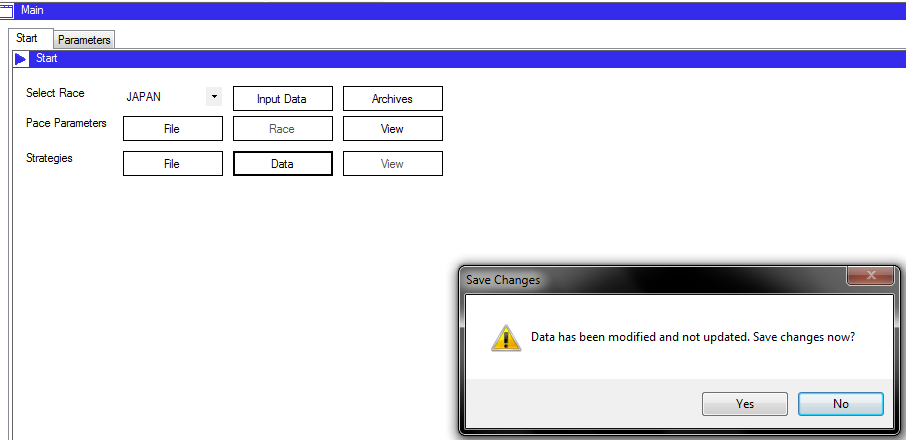 Main
Start Parameters
Start
Select Race JAPAN Input Data Archives
Pace Parameters File Race View
Strategies File Data View
Save Changes
Data has been modified and not updated. Save changes now?
Yes No